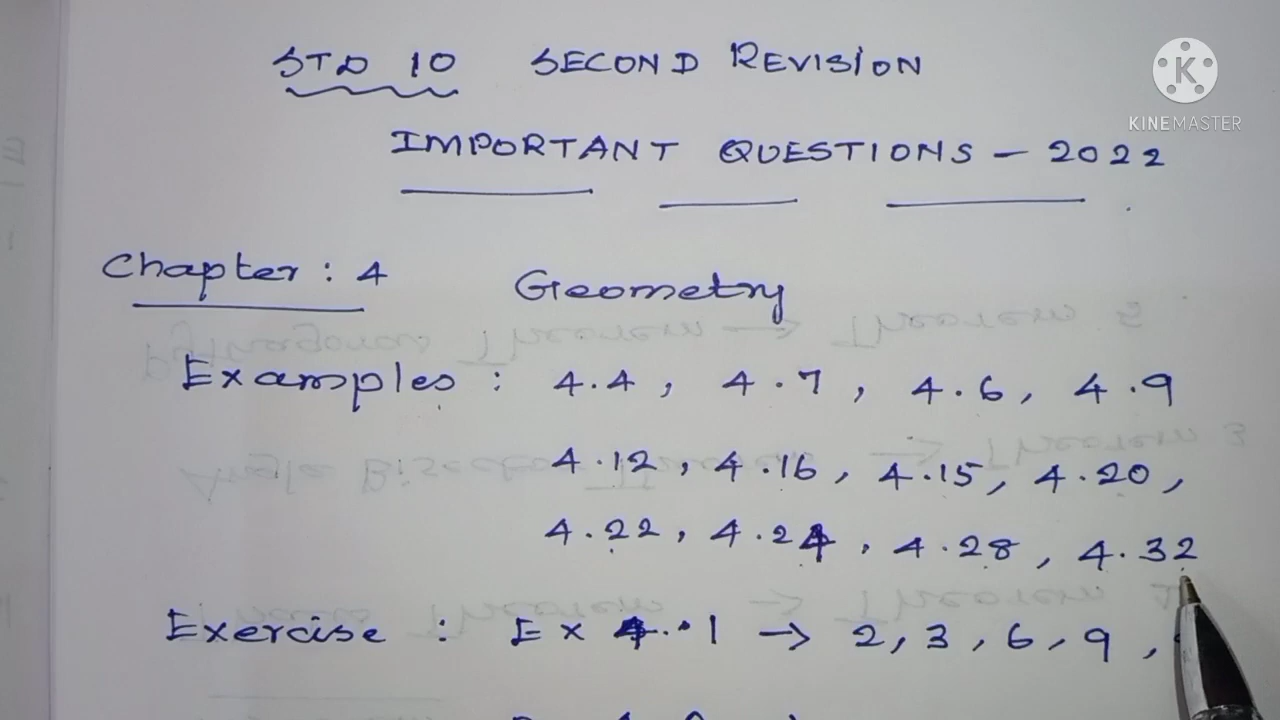 STD 10 SECOND REVISION
KINEMASTER
IMPORTANT QUESTIONS - 2022
Chapter : 4 Geometry
Examples : 4.4, 4.7, 4.6, 4.9
4.12, 4.16, 4.15, 4.20,
4.22, 4.24, 4.28, 4.32
Exercise : Ex 4.1 → 2, 3, 6, 9,